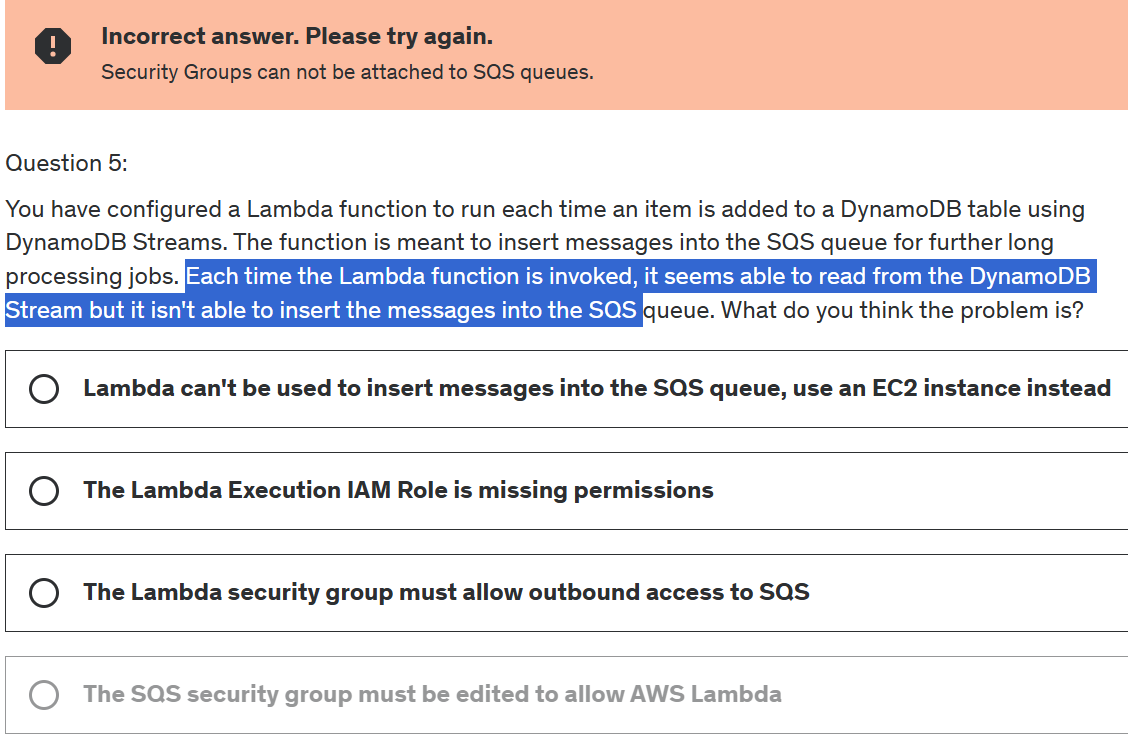 Incorrect answer. Please try again.
Security Groups can not be attached to SQS queues.
Question 5:
You have configured a Lambda function to run each time an item is added to a DynamoDB table using
DynamoDB Streams. The function is meant to insert messages into the SQS queue for further long
processing jobs. Each time the Lambda function is invoked, it seems able to read from the DynamoDB
Stream but it isn't able to insert the messages into the SQS queue. What do you think the problem is?
Lambda can't be used to insert messages into the SQS queue, use an EC2 instance instead
The Lambda Execution IAM Role is missing permissions
The Lambda security group must allow outbound access to SQS
The SQS security group must be edited to allow AWS Lambda